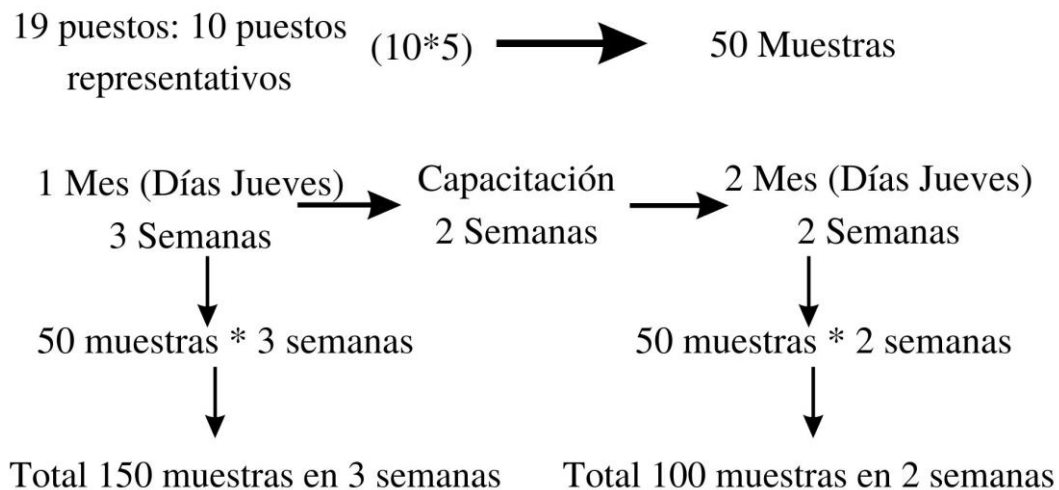 19 puestos: 10 puestos
representativos
(10*5)
50 Muestras
1 Mes (Días Jueves)
3 Semanas
Capacitación
2 Semanas
2 Mes (Días Jueves)
2 Semanas
50 muestras * 3 semanas
50 muestras * 2 semanas
Total 150 muestras en 3 semanas
Total 100 muestras en 2 semanas